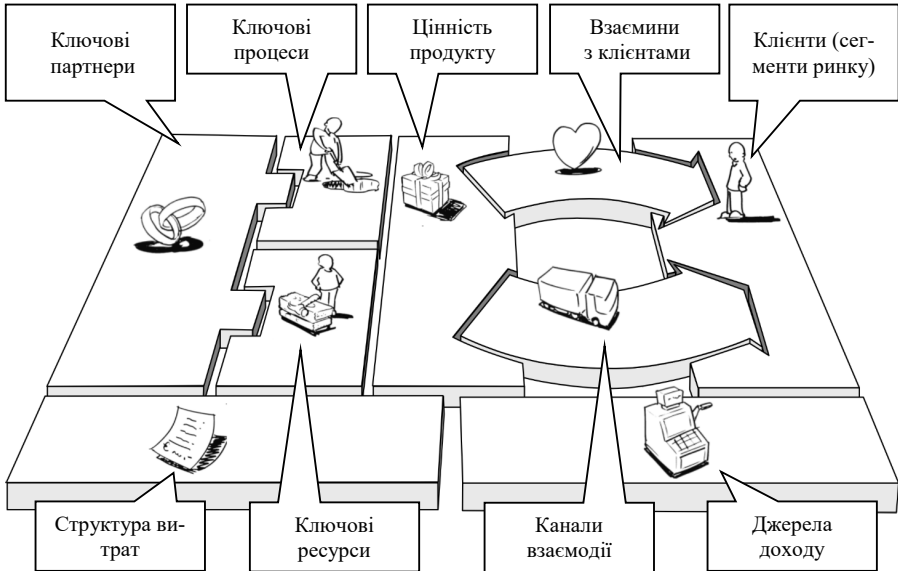 Ключові
партнери
Ключові
процеси
Цінність
продукту
Взаємини
з клієнтами
Клієнти (сег-
менти ринку)
Структура ви-
трат
Ключові
ресурси
Канали
взаємодії
Джерела
доходу